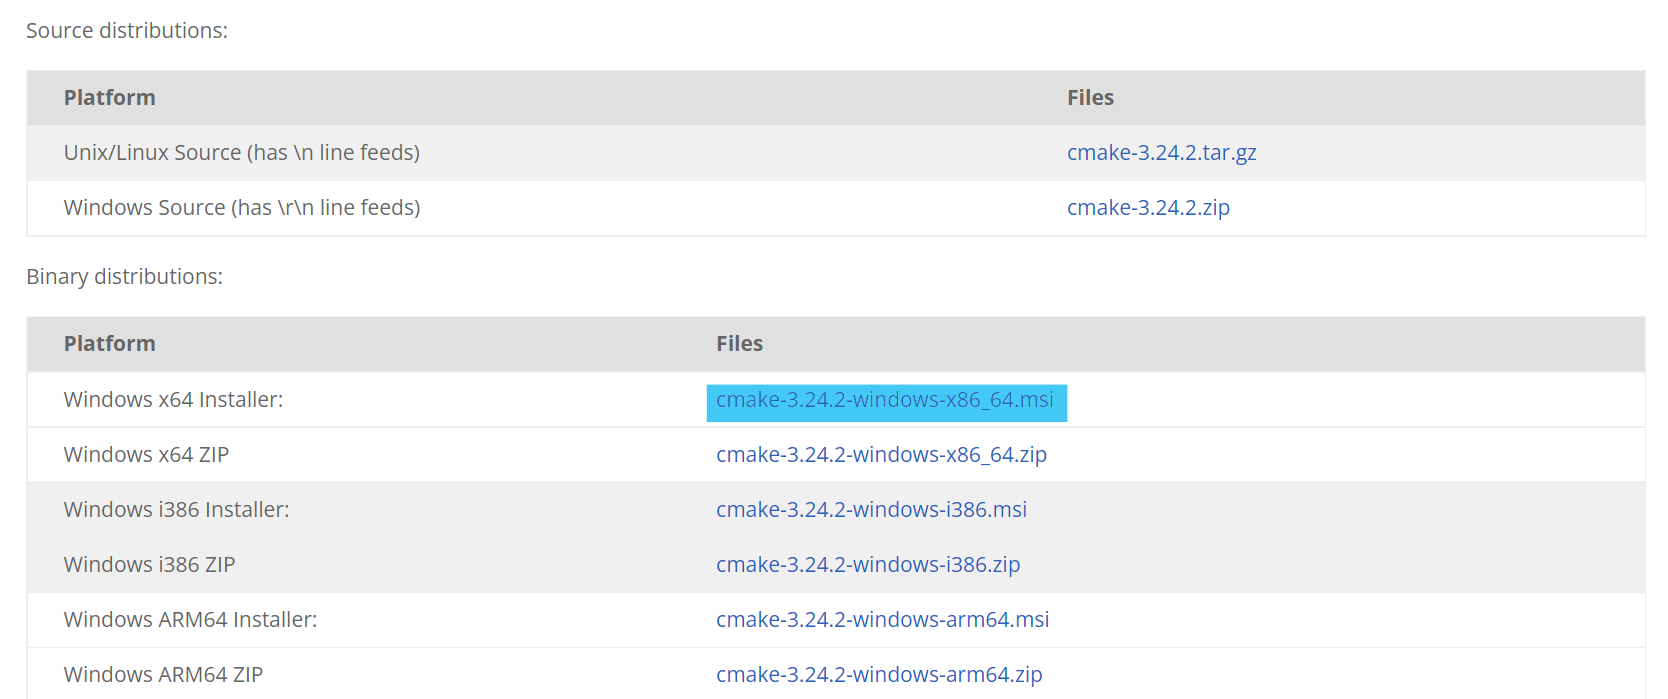 Source distributions:
Platform Files
Unix/Linux Source (has \n line feeds) cmake-3.24.2.tar.gz
Windows Source (has \r\n line feeds) cmake-3.24.2.zip
Binary distributions:
Platform Files
Windows x64 Installer: cmake-3.24.2-windows-x86_64.msi
Windows x64 ZIP cmake-3.24.2-windows-x86_64.zip
Windows i386 Installer: cmake-3.24.2-windows-i386.msi
Windows i386 ZIP cmake-3.24.2-windows-i386.zip
Windows ARM64 Installer: cmake-3.24.2-windows-arm64.msi
Windows ARM64 ZIP cmake-3.24.2-windows-arm64.zip